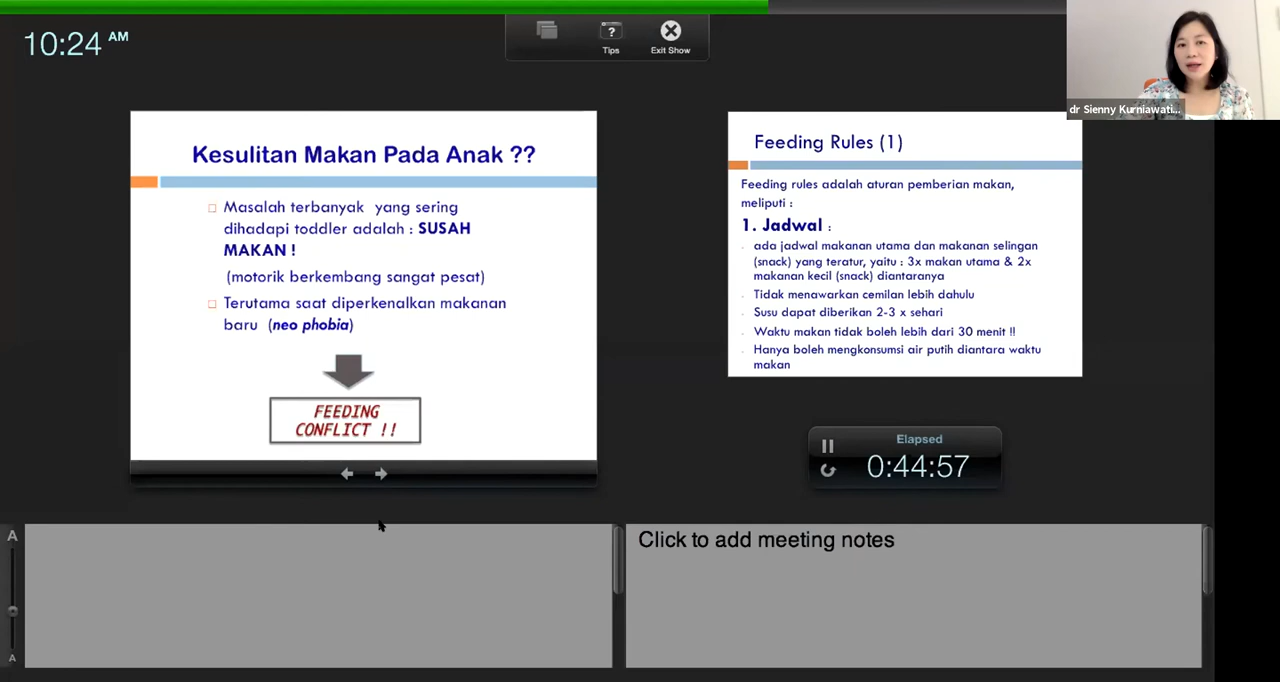 10:24 AM
Tips
Exit Show
dr Sienny Kurniawati...
Kesulitan Makan Pada Anak ??
Masalah terbanyak yang sering
dihadapi toddler adalah : SUSAH
MAKAN !
(motorik berkembang sangat pesat)
Terutama saat diperkenalkan makanan
baru (neo phobia)
FEEDING
CONFLICT !!
Feeding Rules (1)
Feeding rules adalah aturan pemberian makan,
meliputi :
1. Jadwal :
ada jadwal makanan utama dan makanan selingan
(snack) yang teratur, yaitu : 3x makan utama & 2x
makanan kecil (snack) diantaranya
Tidak menawarkan cemilan lebih dahulu
Susu dapat diberikan 2-3 x sehari
Waktu makan tidak boleh lebih dari 30 menit !!
Hanya boleh mengkonsumsi air putih diantara waktu
makan
Elapsed
0:44:57
A
A
Click to add meeting notes